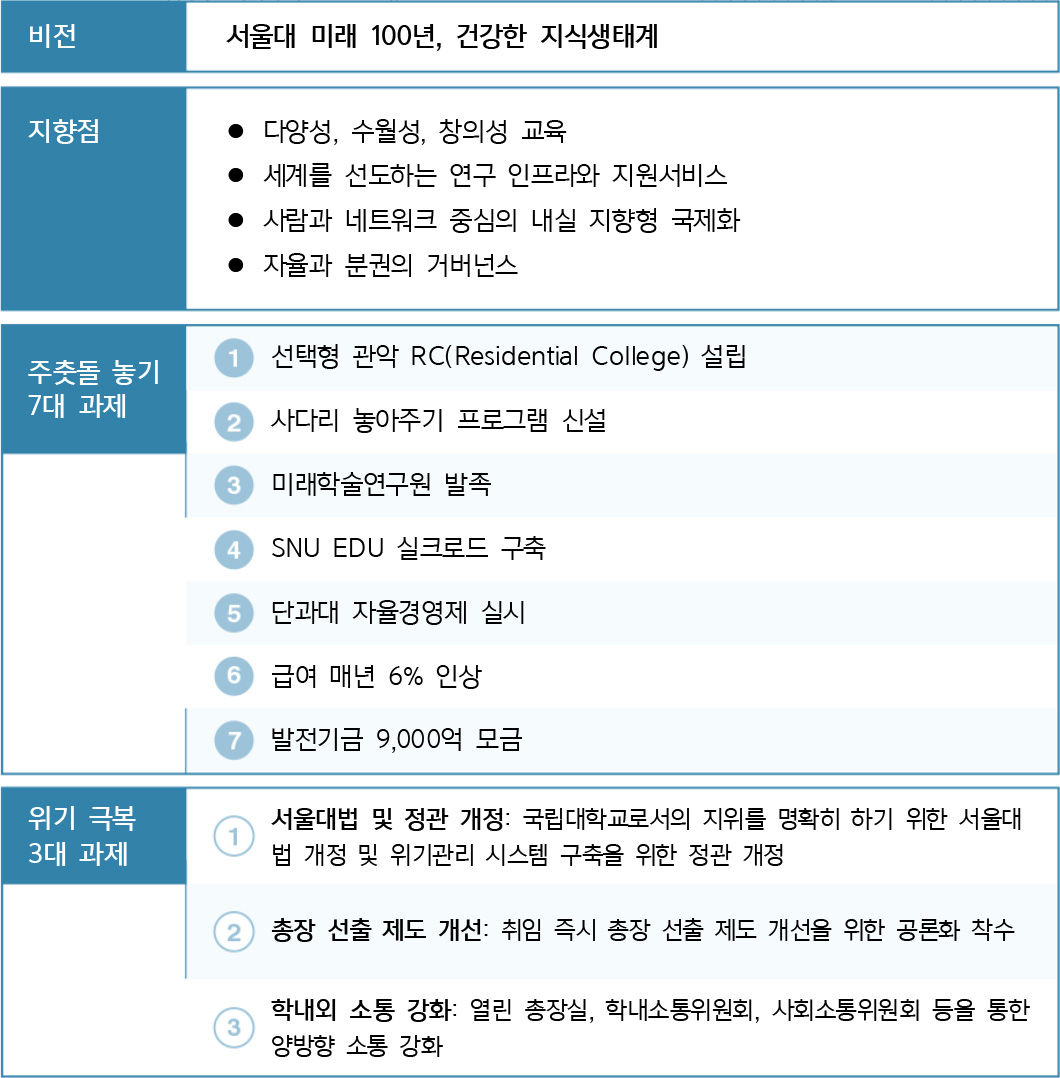 비전
서울대 미래 100년, 건강한 지식생태계
지향점
● 다양성, 수월성, 창의성 교육
● 세계를 선도하는 연구 인프라와 지원서비스
● 사람과 네트워크 중심의 내실 지향형 국제화
● 자율과 분권의 거버넌스
주춧돌 놓기
7대 과제
1 선택형 관악 RC(Residential College) 설립
2 사다리 놓아주기 프로그램 신설
3 미래학술연구원 발족
4 SNU EDU 실크로드 구축
5 단과대 자율경영제 실시
6 급여 매년 6% 인상
7 발전기금 9,000억 모금
위기 극복
3대 과제
1 서울대법 및 정관 개정: 국립대학교로서의 지위를 명확히 하기 위한 서울대
법 개정 및 위기관리 시스템 구축을 위한 정관 개정
2 총장 선출 제도 개선: 취임 즉시 총장 선출 제도 개선을 위한 공론화 착수
3 학내외 소통 강화: 열린 총장실, 학내소통위원회, 사회소통위원회 등을 통한
양방향 소통 강화